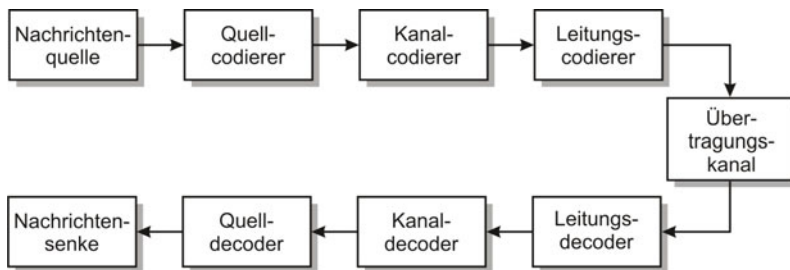 Nachrichten-
quelle
Quell-
codierer
Kanal-
codierer
Leitungs-
codierer
Über-
tragungs-
kanal
Leitungs-
decoder
Kanal-
decoder
Quell-
decoder
Nachrichten-
senke